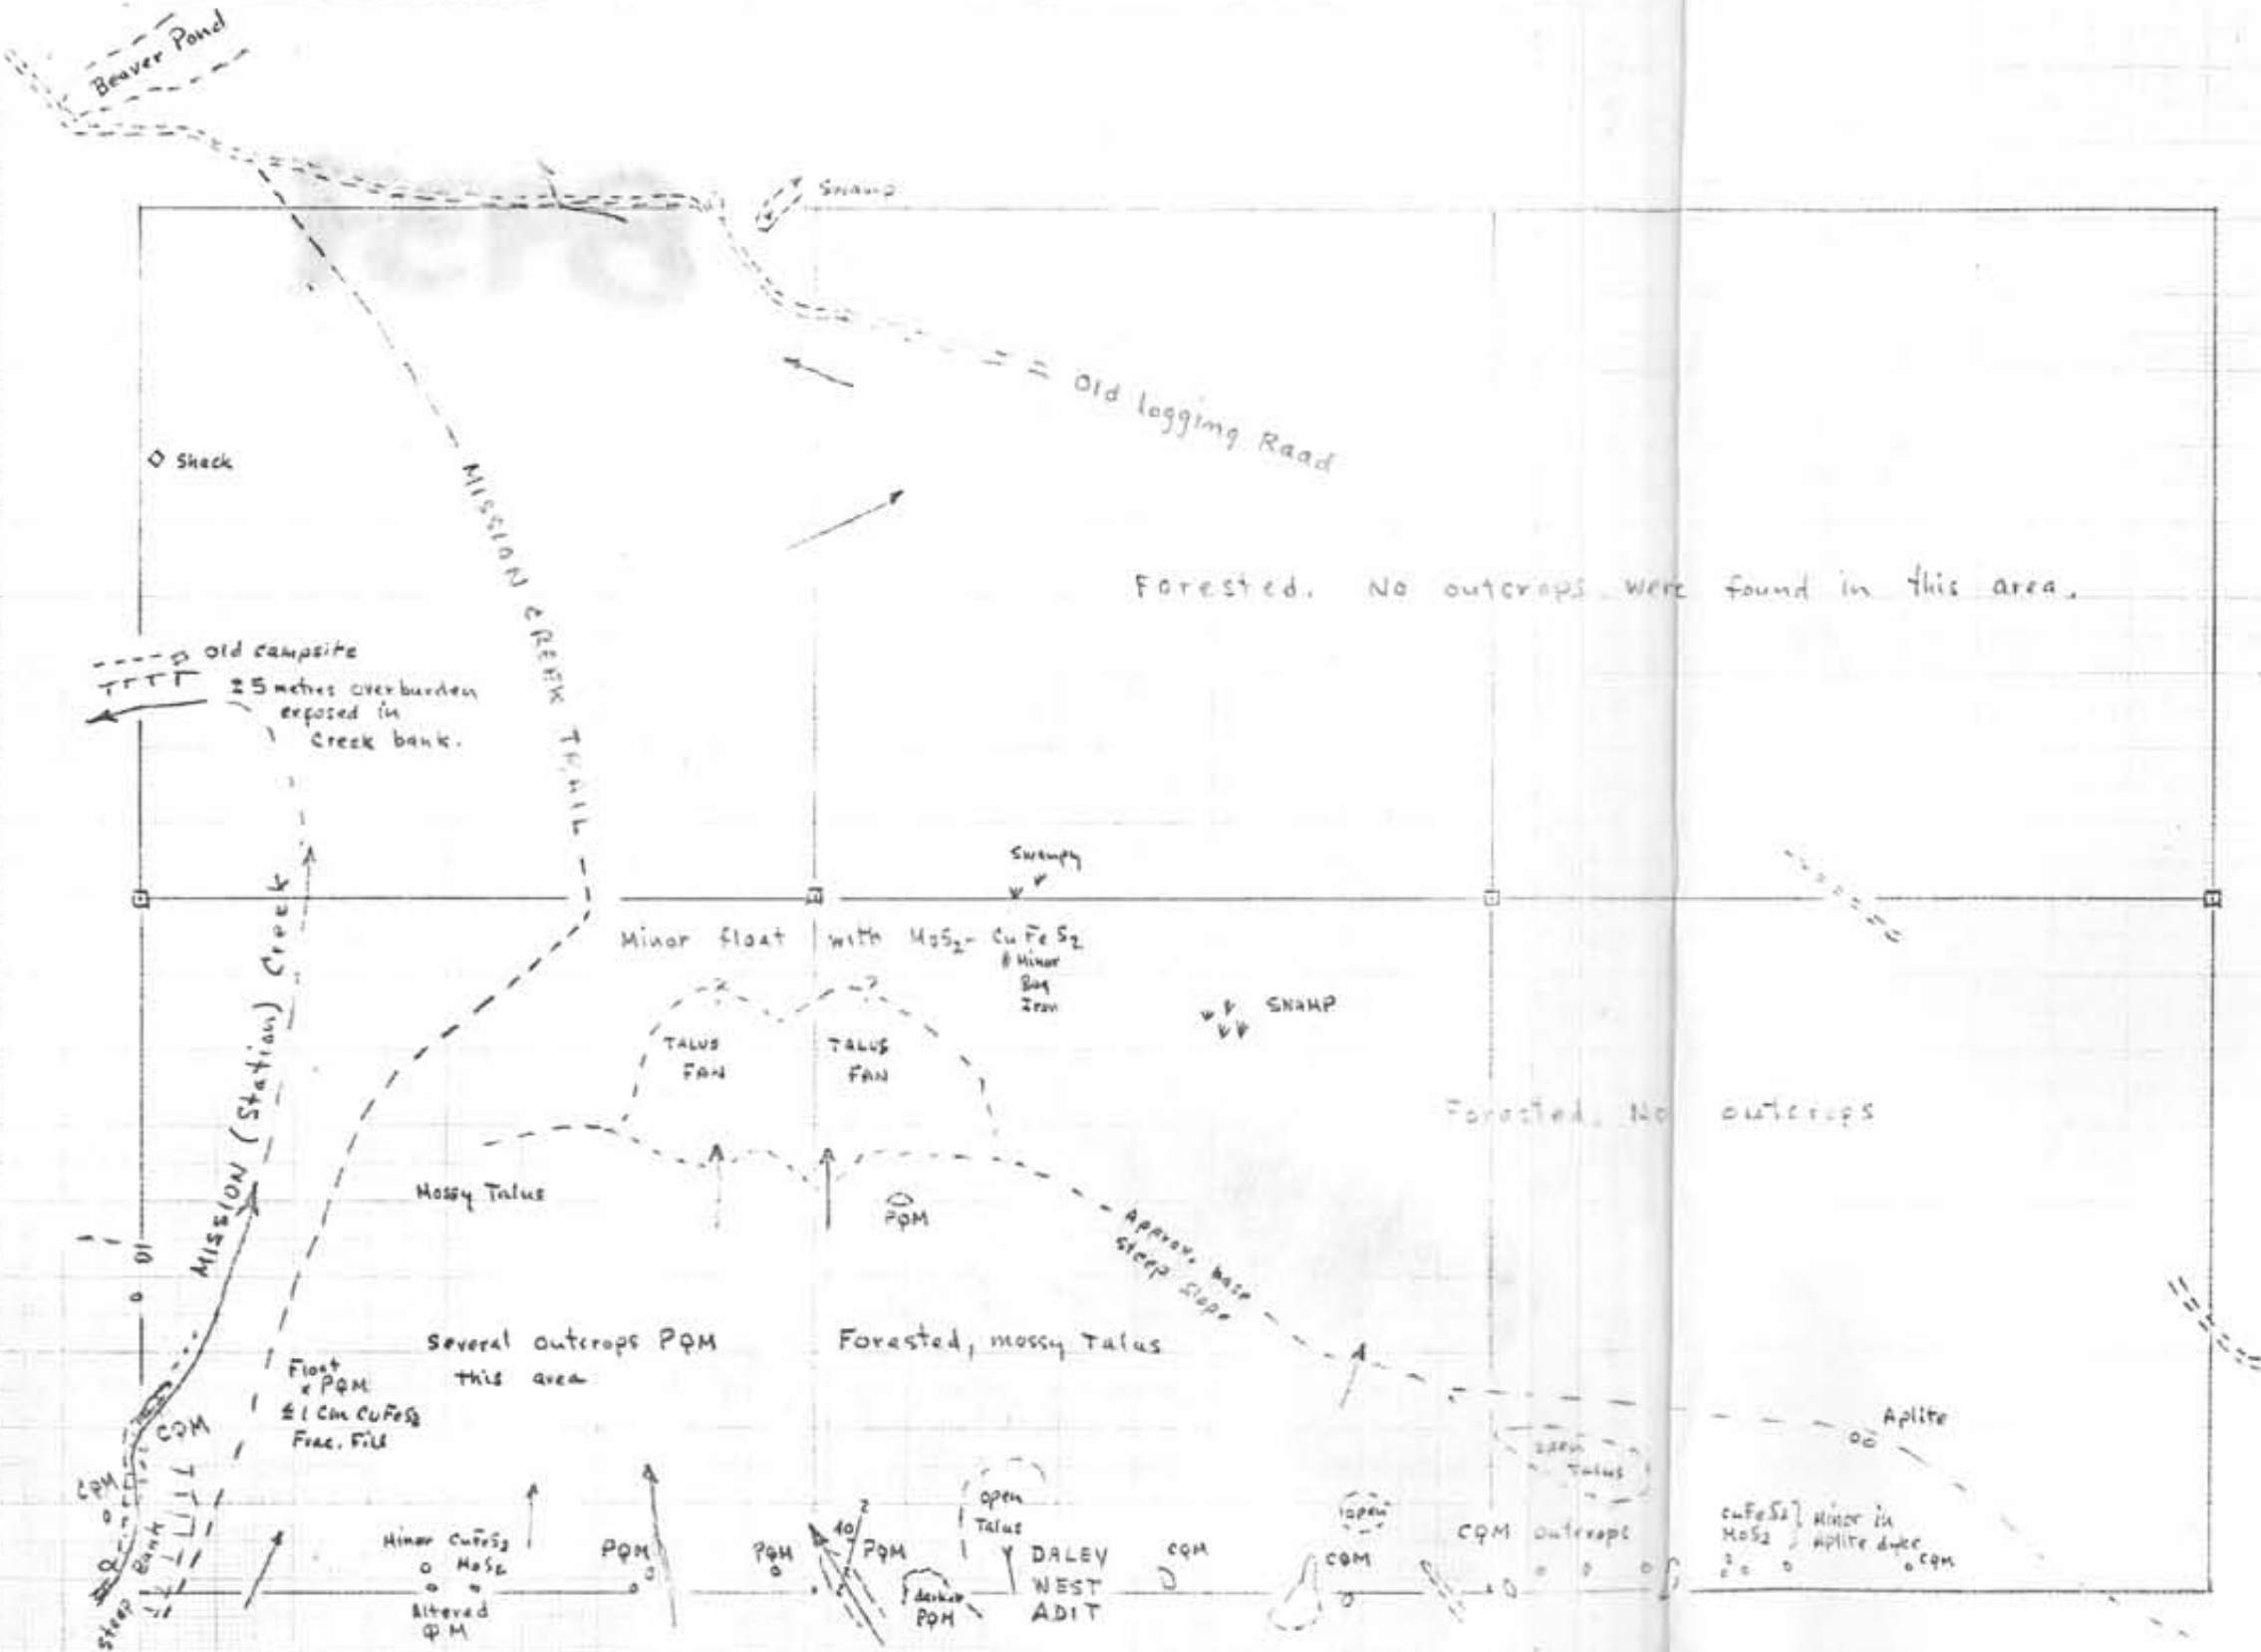 Beaver Pond
Swamp
Old logging Road
Shack
MISSION CREEK TRAIL
Forested. No outcrops were found in this area.
Old campsite
±5 metres overburden
exposed in
Creek bank.
Swampy
Minor float with MoS2- CuFeS2
& Minor
Bog
Iron
MISSION (Station) Creek
SWAMP
TALUS
FAN
TALUS
FAN
Forested. No outcrops
Mossy Talus
PQM
Approx. base
steep slope
Several outcrops PQM
this area
Forested, mossy Talus
Float
PQM
≤1 Cm CuFeS2
Frac. Fill
CQM
CQM
Aplite
open
Talus
Steep Bank
Minor CuFeS2
MoS2
Altered
QM
PQM
PQM
40
PQM
darker
PQM
open
Talus
DALEY
WEST
ADIT
CQM
open
CQM
CQM outcrops
CuFeS2 } Minor in
MoS2 } Aplite dyke
CQM